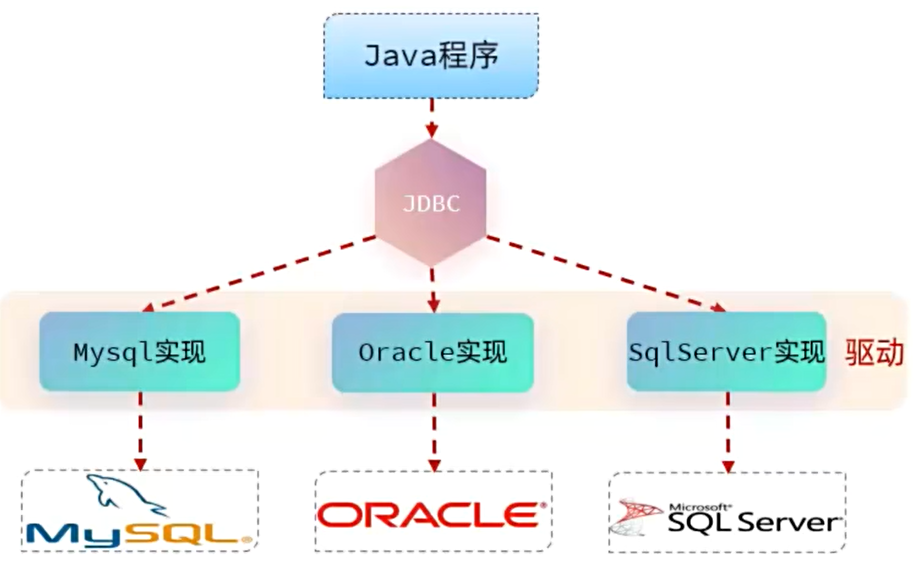 Java程序
JDBC
Mysql实现
Oracle实现
SqlServer实现
驱动
MySQL®
ORACLE®
Microsoft®
SQL Server